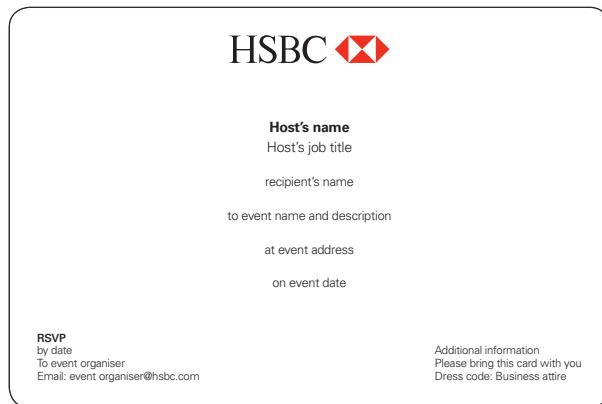 HSBC
Host's name
Host's job title
recipient's name
to event name and description
at event address
on event date
RSVP
by date
To event organiser
Email: event organiser@hsbc.com
Additional information
Please bring this card with you
Dress code: Business attire